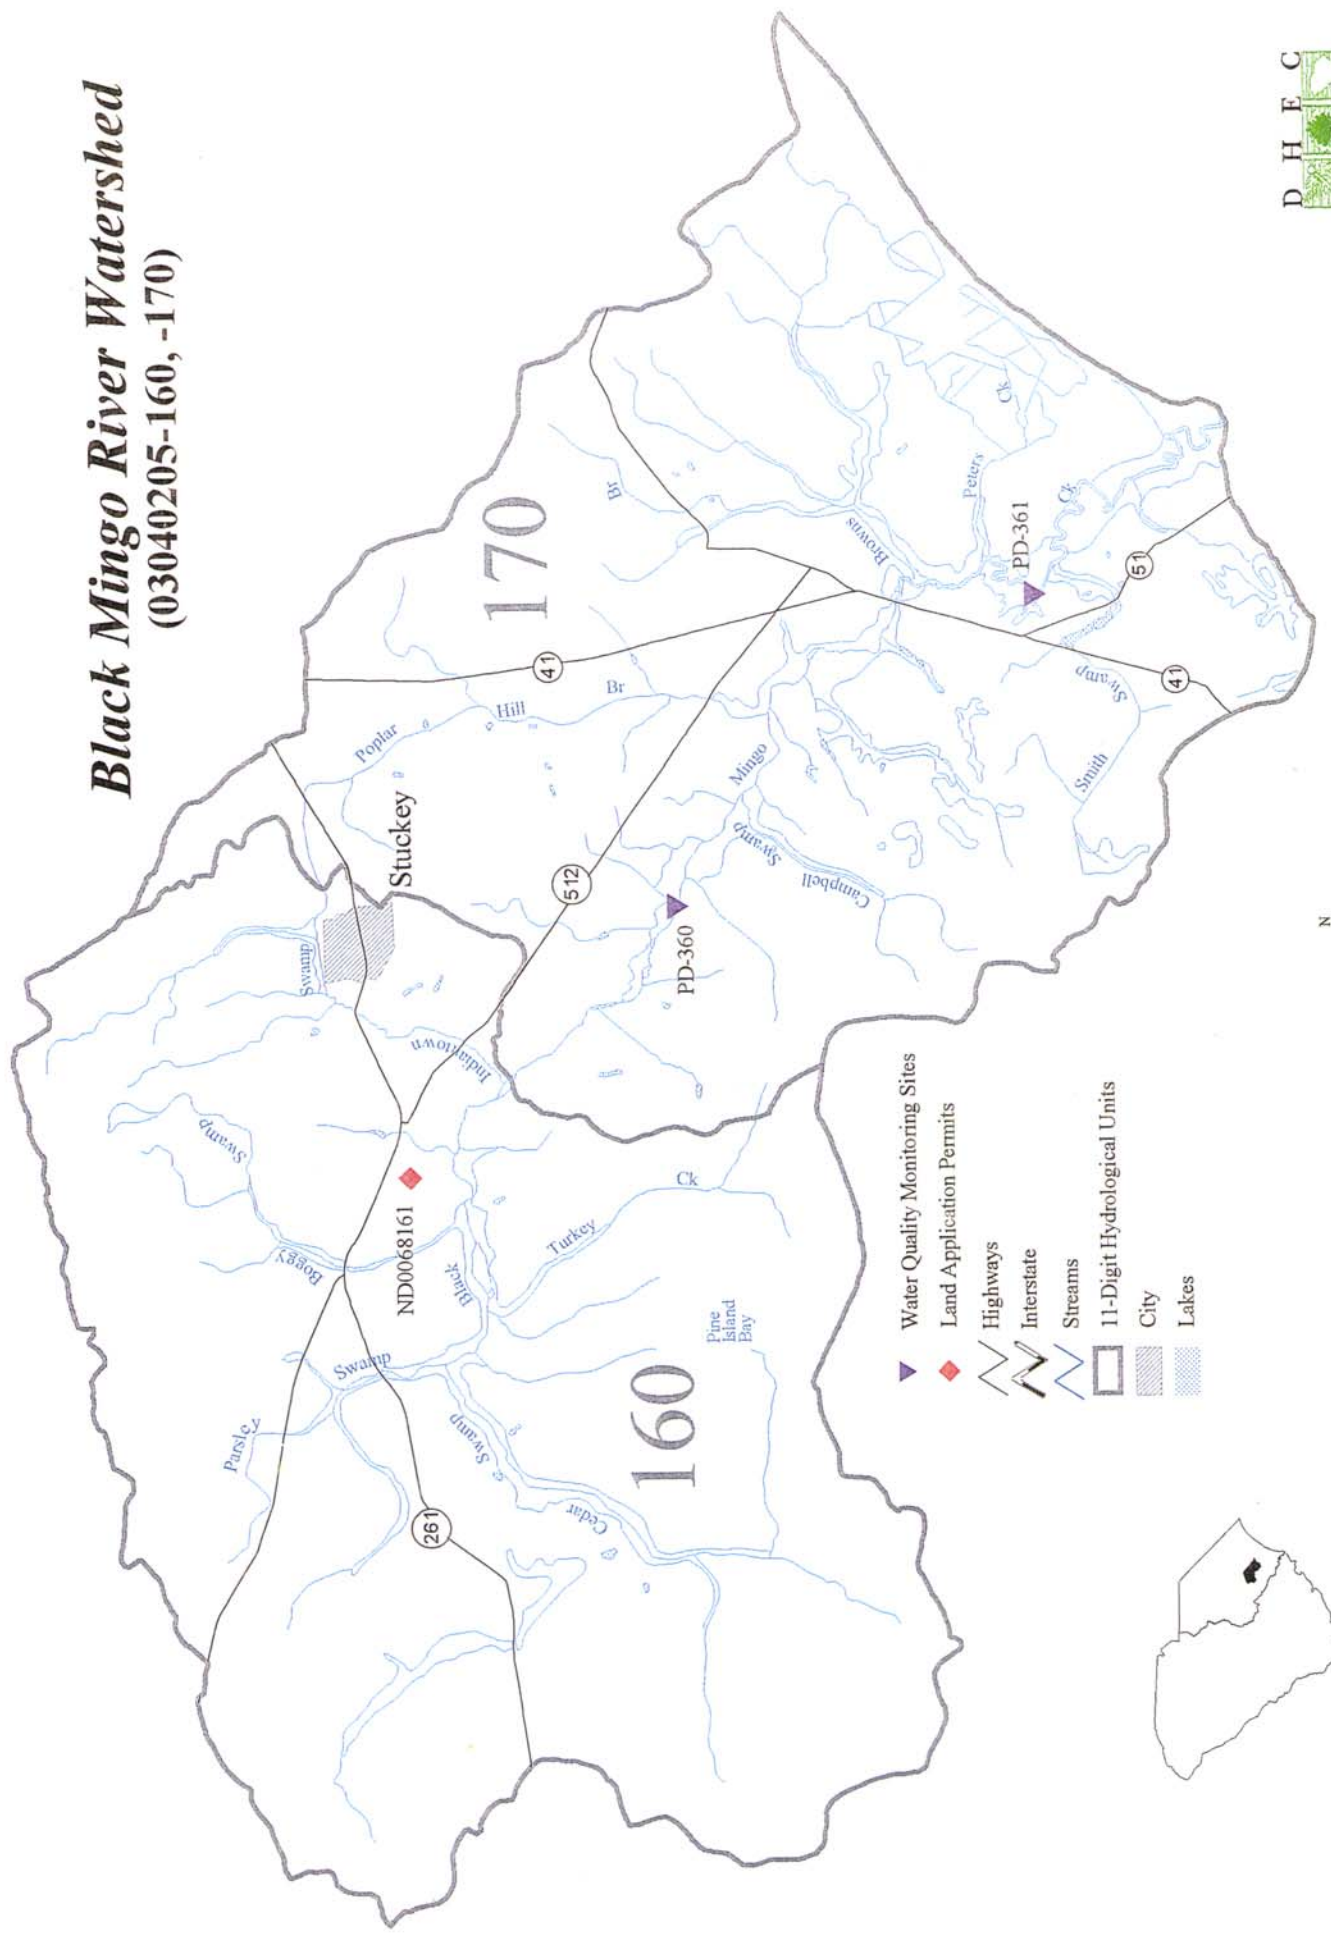 Black Mingo River Watershed
(03040205-160, -170)
D H E C
170
160
Stuckey
Swamp
Indiantown
Swamp
Boggy
ND0068161
Black
Turkey
Ck
Swamp
Parsley
Swamp
Cedar
Pine
Island
Bay
261
512
41
Poplar
Hill
Br
Br
Browns
Peters
Ck
Ck
PD-361
51
41
Swamp
Smith
Mingo
Swamp
Campbell
PD-360
Water Quality Monitoring Sites
Land Application Permits
Highways
Interstate
Streams
11-Digit Hydrological Units
City
Lakes
N